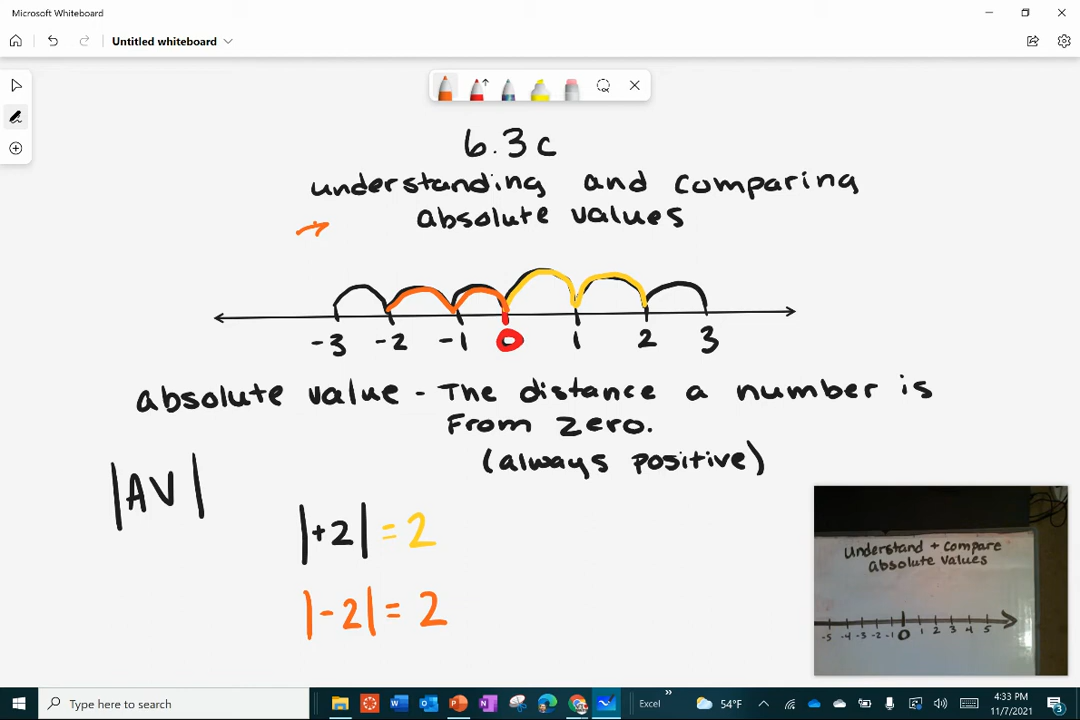 Microsoft Whiteboard
Untitled whiteboard
6.3c
understanding and comparing
absolute values
-3 -2 -1 0 1 2 3
absolute value - The distance a number is
From zero.
(always positive)
|AV|
|+2| = 2
|-2| = 2
Understand + Compare
Absolute Values
-5 -4 -3 -2 -1 0 1 2 3 4 5
Type here to search
Excel
54°F
4:33 PM
11/7/2021
3